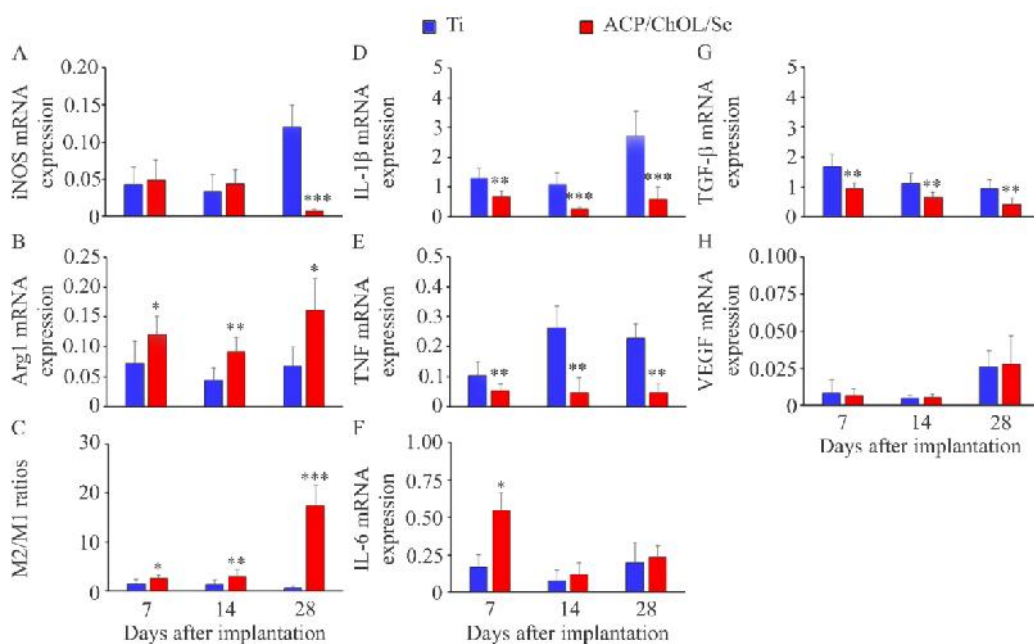 Ti ACP/ChOL/Se
A
iNOS mRNA
expression
0.20
0.15
0.10
0.05
0
***
B
Arg1 mRNA
expression
0.25
0.20
0.15
0.10
0.05
0
*
**
*
C
M2/M1 ratios
30
20
10
0
*
**
***
7 14 28
Days after implantation
D
IL-1β mRNA
expression
5
4
3
2
1
0
**
***
***
E
TNF mRNA
expression
0.5
0.4
0.3
0.2
0.1
0
**
**
**
F
IL-6 mRNA
expression
1.00
0.75
0.50
0.25
0
*
7 14 28
Days after implantation
G
TGF-β mRNA
expression
5
4
3
2
1
0
**
**
**
H
VEGF mRNA
expression
0.100
0.075
0.050
0.025
0
7 14 28
Days after implantation